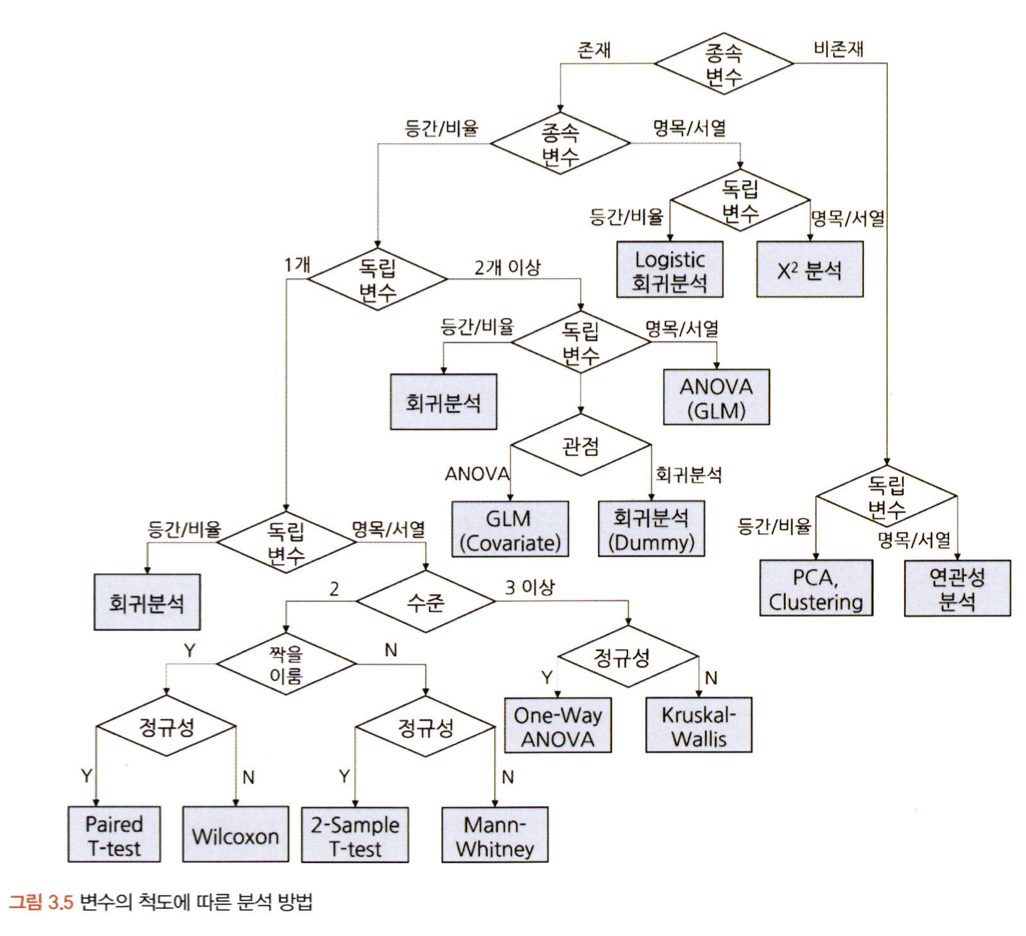 존재
종속
변수
비존재
등간/비율
종속
변수
명목/서열
독립
변수
등간/비율
명목/서열
Logistic
회귀분석
X² 분석
1개
독립
변수
2개 이상
등간/비율
독립
변수
명목/서열
회귀분석
ANOVA
(GLM)
관점
ANOVA
회귀분석
GLM
(Covariate)
회귀분석
(Dummy)
독립
변수
등간/비율
명목/서열
PCA,
Clustering
연관성
분석
등간/비율
독립
변수
명목/서열
회귀분석
2
수준
3 이상
Y
짝을
이룸
N
정규성
Y
N
One-Way
ANOVA
Kruskal-
Wallis
정규성
Y
N
정규성
Y
N
Paired
T-test
Wilcoxon
2-Sample
T-test
Mann-
Whitney
그림 3.5 변수의 척도에 따른 분석 방법